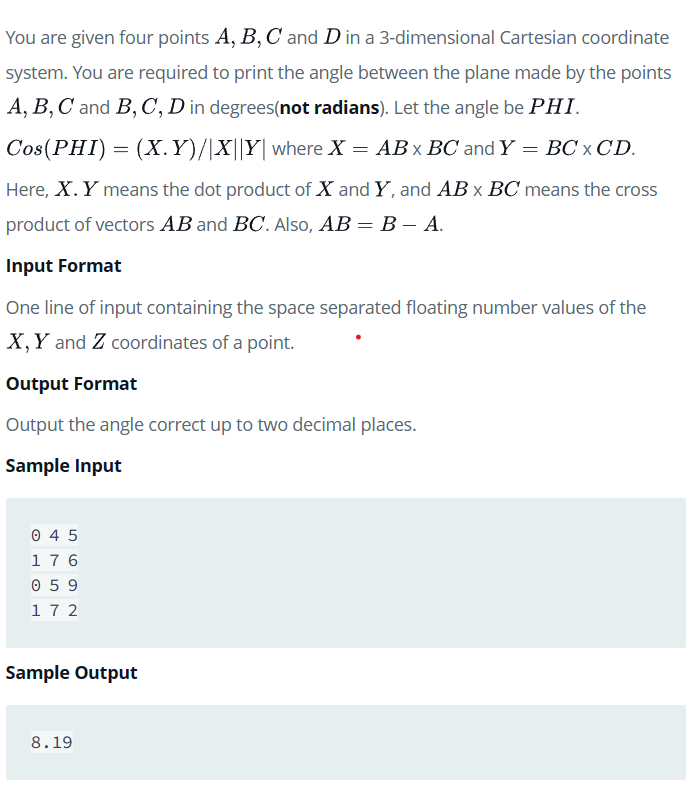 You are given four points A, B, C and D in a 3-dimensional Cartesian coordinate
system. You are required to print the angle between the plane made by the points
A, B, C and B, C, D in degrees(not radians). Let the angle be PHI.
Cos(PHI) = (X.Y)/|X||Y| where X = AB x BC and Y = BC x CD.
Here, X.Y means the dot product of X and Y, and AB x BC means the cross
product of vectors AB and BC. Also, AB = B − A.
Input Format
One line of input containing the space separated floating number values of the
X, Y and Z coordinates of a point.
Output Format
Output the angle correct up to two decimal places.
Sample Input
0 4 5
1 7 6
0 5 9
1 7 2
Sample Output
8.19